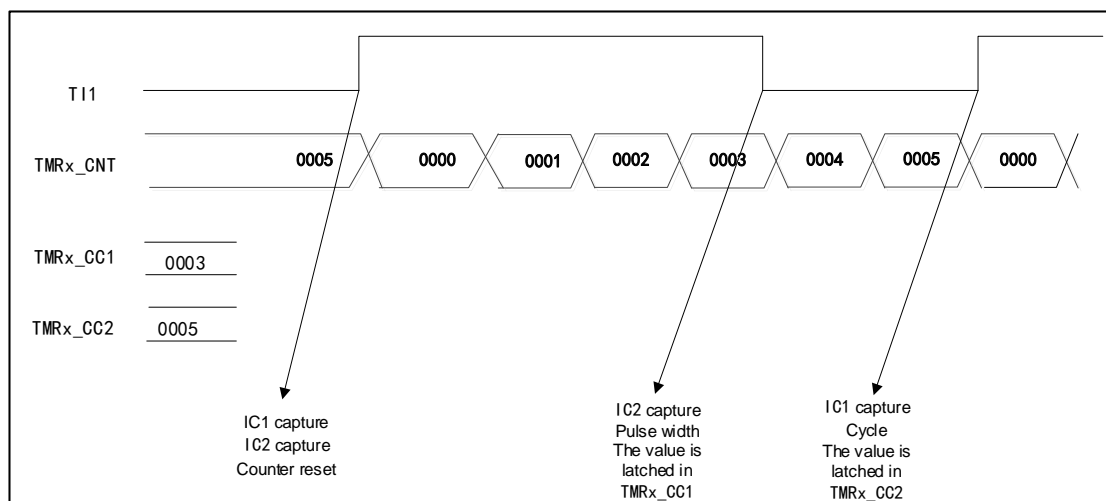 TI1
TMRx_CNT
0005 0000 0001 0002 0003 0004 0005 0000
TMRx_CC1
0003
TMRx_CC2
0005
IC1 capture
IC2 capture
Counter reset
IC2 capture
Pulse width
The value is
latched in
TMRx_CC1
IC1 capture
Cycle
The value is
latched in
TMRx_CC2